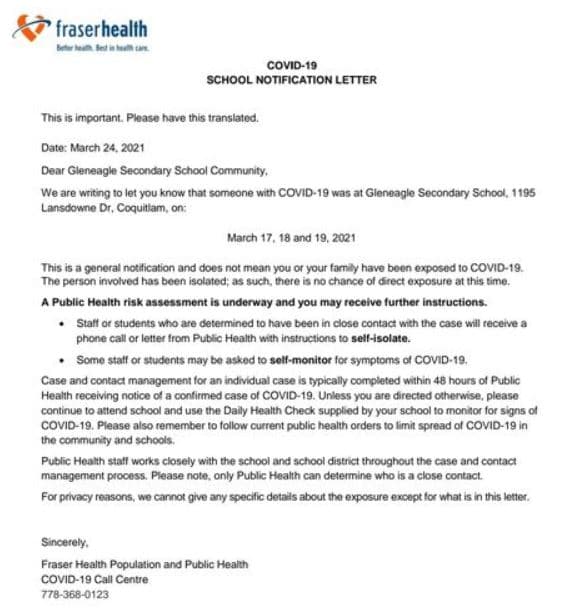 fraserhealth
Better health. Best in health care.
COVID-19
SCHOOL NOTIFICATION LETTER
This is important. Please have this translated.
Date: March 24, 2021
Dear Gleneagle Secondary School Community,
We are writing to let you know that someone with COVID-19 was at Gleneagle Secondary School, 1195
Lansdowne Dr, Coquitlam, on:
March 17, 18 and 19, 2021
This is a general notification and does not mean you or your family have been exposed to COVID-19.
The person involved has been isolated; as such, there is no chance of direct exposure at this time.
A Public Health risk assessment is underway and you may receive further instructions.
• Staff or students who are determined to have been in close contact with the case will receive a
phone call or letter from Public Health with instructions to self-isolate.
• Some staff or students may be asked to self-monitor for symptoms of COVID-19.
Case and contact management for an individual case is typically completed within 48 hours of Public
Health receiving notice of a confirmed case of COVID-19. Unless you are directed otherwise, please
continue to attend school and use the Daily Health Check supplied by your school to monitor for signs of
COVID-19. Please also remember to follow current public health orders to limit spread of COVID-19 in
the community and schools.
Public Health staff works closely with the school and school district throughout the case and contact
management process. Please note, only Public Health can determine who is a close contact.
For privacy reasons, we cannot give any specific details about the exposure except for what is in this letter.
Sincerely,
Fraser Health Population and Public Health
COVID-19 Call Centre
778-368-0123